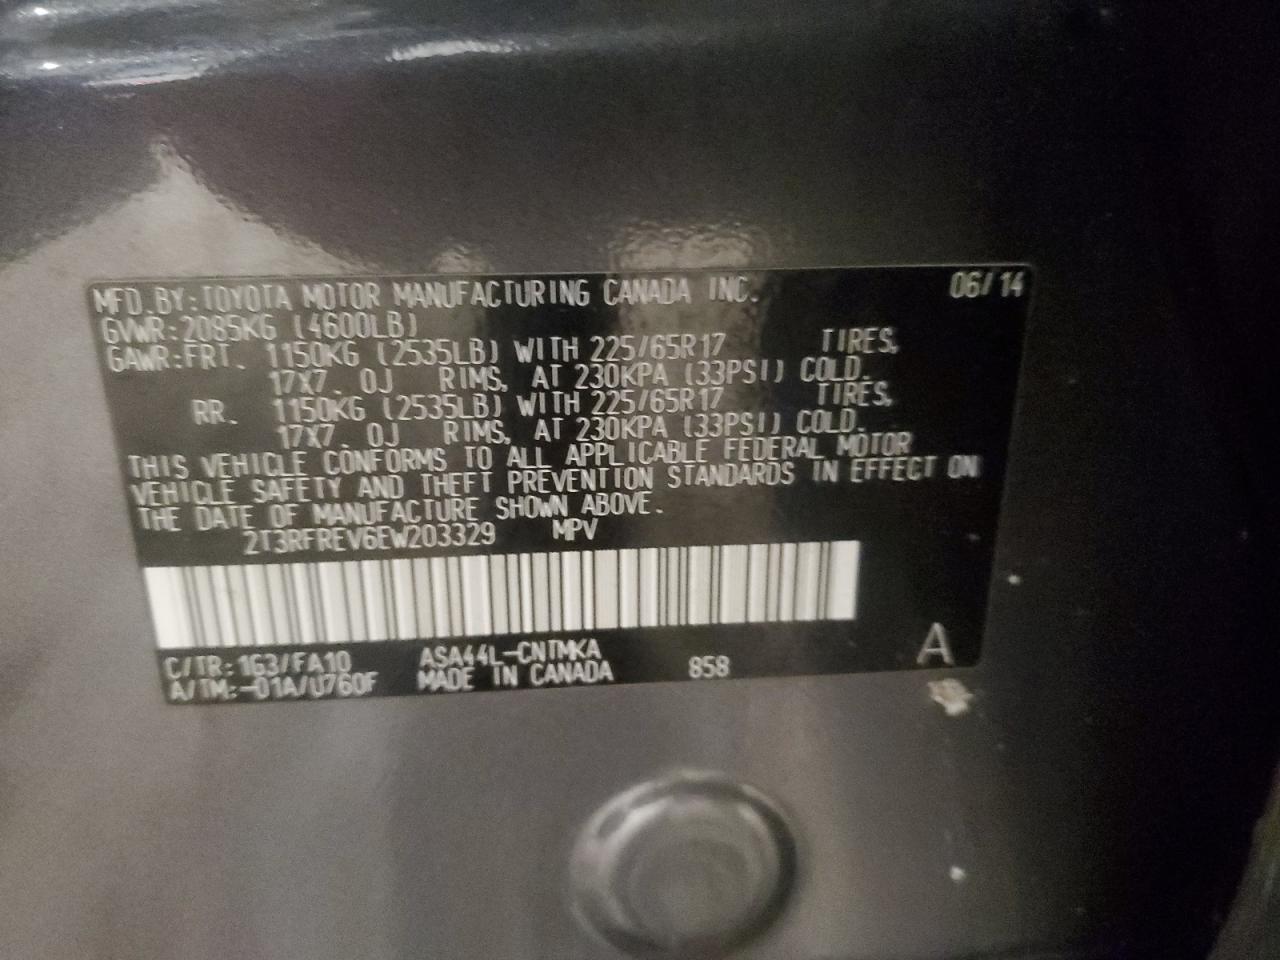 MFD.BY:TOYOTA MOTOR MANUFACTURING CANADA INC. 06/14
GVWR:2085KG (4600LB)
GAWR:FRT. 1150KG (2535LB) WITH 225/65R17 TIRES,
17X7.0J RIMS, AT 230KPA (33PSI) COLD.
RR. 1150KG (2535LB) WITH 225/65R17 TIRES,
17X7.0J RIMS, AT 230KPA (33PSI) COLD.
THIS VEHICLE CONFORMS TO ALL APPLICABLE FEDERAL MOTOR
VEHICLE SAFETY AND THEFT PREVENTION STANDARDS IN EFFECT ON
THE DATE OF MANUFACTURE SHOWN ABOVE.
2T3RFREV6EW203329 MPV
C/TR:1G3/FA10 ASA44L-CNTMKA 858 A
A/TM:-01A/U760F MADE IN CANADA